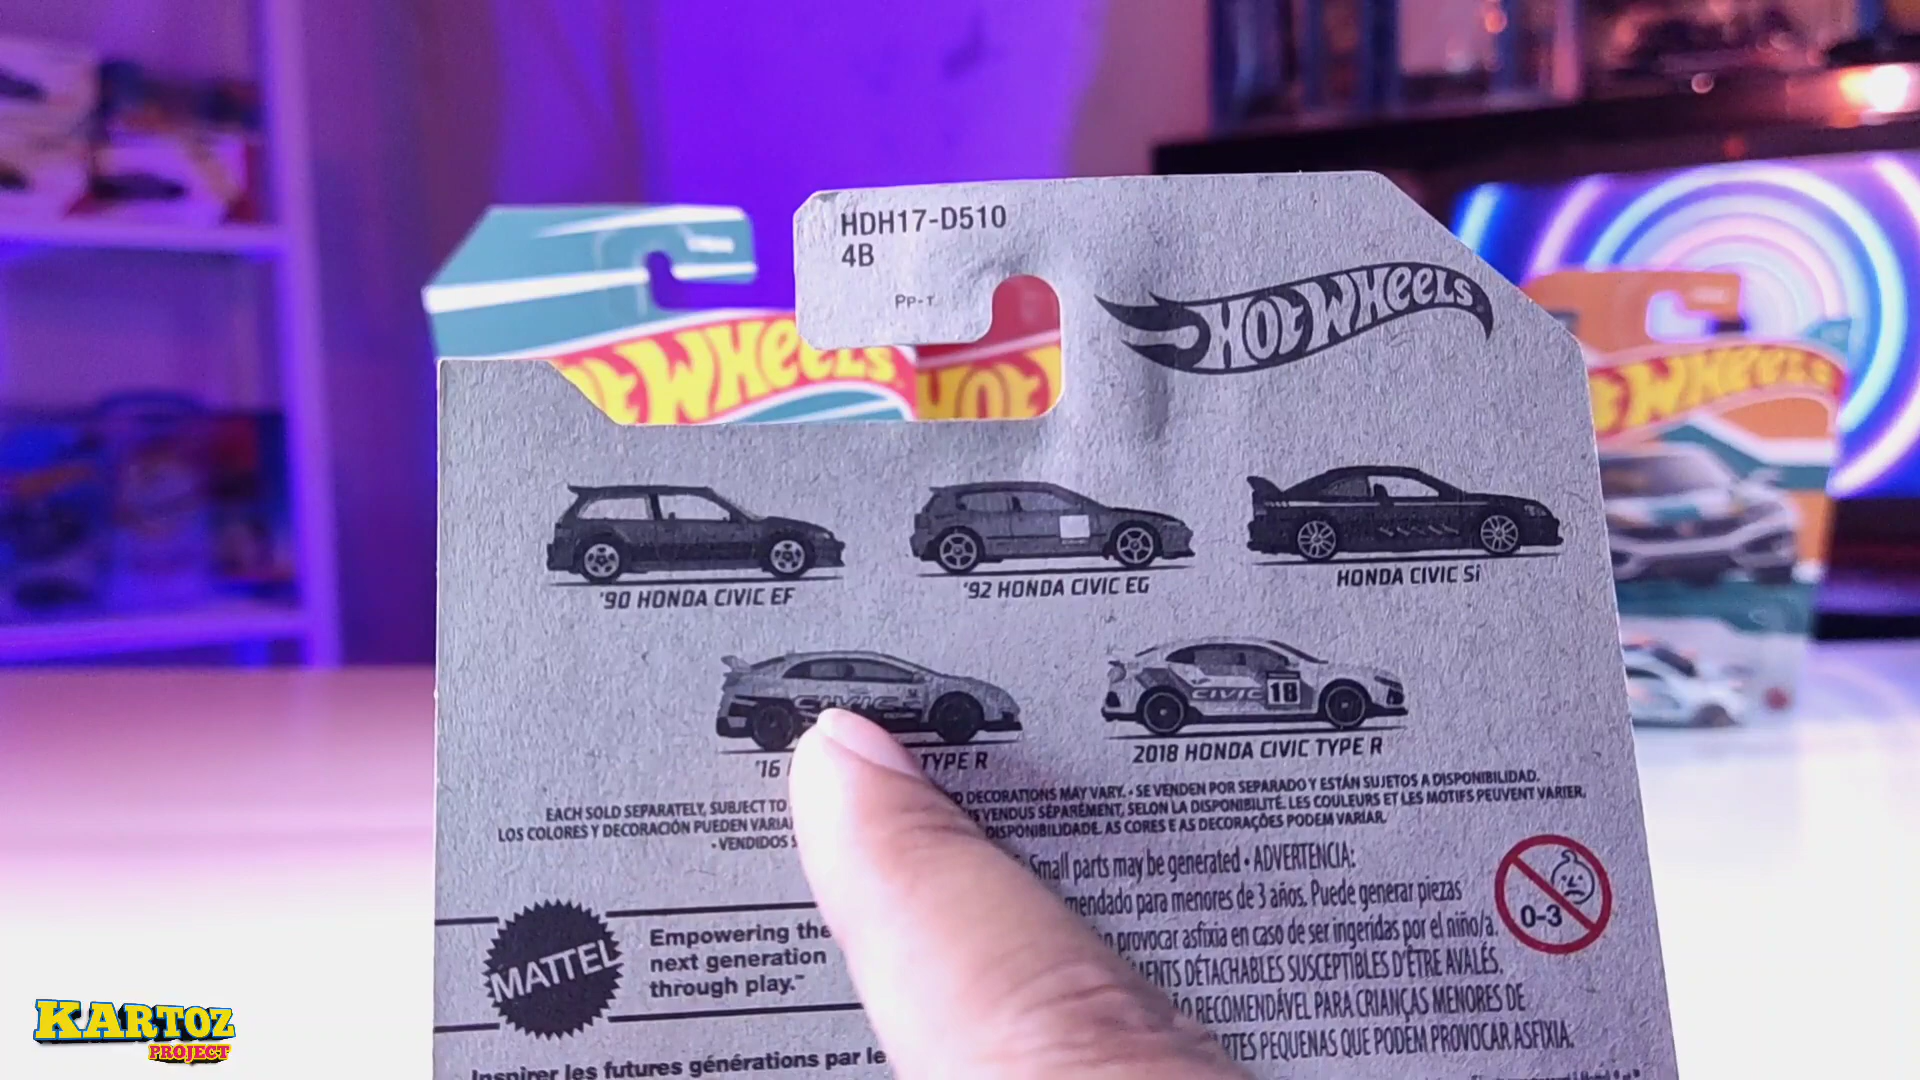 HDH17-D510
4B
PP-T
HOT WHEELS
HOT WHEELS
HOT
WHEELS
'90 HONDA CIVIC EF
'92 HONDA CIVIC EG
HONDA CIVIC Si
CIVIC
CIVIC 18
'16 TYPE R
2018 HONDA CIVIC TYPE R
EACH SOLD SEPARATELY, SUBJECT TO DECORATIONS MAY VARY. • SE VENDEN POR SEPARADO Y ESTÁN SUJETOS A DISPONIBILIDAD.
LOS COLORES Y DECORACIÓN PUEDEN VENDUS SÉPARÉMENT, SELON LA DISPONIBILITÉ. LES COULEURS ET LES MOTIFS PEUVENT VARIER.
• VENDIDOS DISPONIBILIDADE. AS CORES E AS DECORAÇÕES PODEM VARIAR.
Small parts may be generated • ADVERTENCIA:
mendado para menores de 3 años. Puede generar piezas
provocar asfixia en caso de ser ingeridas por el niño/a.
MENTS DÉTACHABLES SUSCEPTIBLES D'ÊTRE AVALÉS.
RECOMENDÁVEL PARA CRIANÇAS MENORES DE
PEQUENAS QUE PODEM PROVOCAR ASFIXIA.
0-3
MATTEL
Empowering the
next generation
through play.™
Inspirer les futures générations par le
KARTOZ
PROJECT